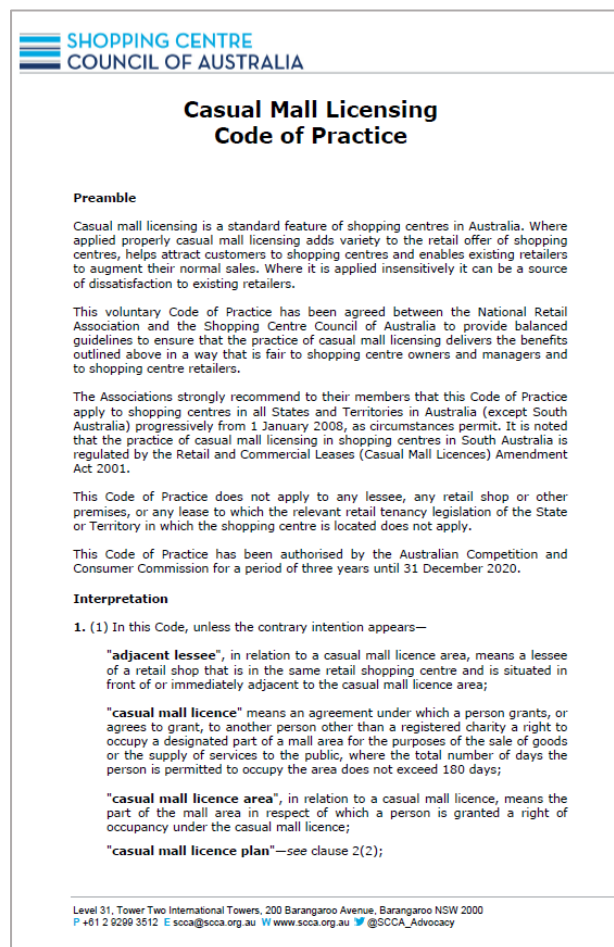 SHOPPING CENTRE
COUNCIL OF AUSTRALIA
Casual Mall Licensing
Code of Practice
Preamble
Casual mall licensing is a standard feature of shopping centres in Australia. Where
applied properly casual mall licensing adds variety to the retail offer of shopping
centres, helps attract customers to shopping centres and enables existing retailers
to augment their normal sales. Where it is applied insensitively it can be a source
of dissatisfaction to existing retailers.
This voluntary Code of Practice has been agreed between the National Retail
Association and the Shopping Centre Council of Australia to provide balanced
guidelines to ensure that the practice of casual mall licensing delivers the benefits
outlined above in a way that is fair to shopping centre owners and managers and
to shopping centre retailers.
The Associations strongly recommend to their members that this Code of Practice
apply to shopping centres in all States and Territories in Australia (except South
Australia) progressively from 1 January 2008, as circumstances permit. It is noted
that the practice of casual mall licensing in shopping centres in South Australia is
regulated by the Retail and Commercial Leases (Casual Mall Licences) Amendment
Act 2001.
This Code of Practice does not apply to any lessee, any retail shop or other
premises, or any lease to which the relevant retail tenancy legislation of the State
or Territory in which the shopping centre is located does not apply.
This Code of Practice has been authorised by the Australian Competition and
Consumer Commission for a period of three years until 31 December 2020.
Interpretation
1. (1) In this Code, unless the contrary intention appears—
"adjacent lessee", in relation to a casual mall licence area, means a lessee
of a retail shop that is in the same retail shopping centre and is situated in
front of or immediately adjacent to the casual mall licence area;
"casual mall licence" means an agreement under which a person grants, or
agrees to grant, to another person other than a registered charity a right to
occupy a designated part of a mall area for the purposes of the sale of goods
or the supply of services to the public, where the total number of days the
person is permitted to occupy the area does not exceed 180 days;
"casual mall licence area", in relation to a casual mall licence, means the
part of the mall area in respect of which a person is granted a right of
occupancy under the casual mall licence;
"casual mall licence plan"—see clause 2(2);
Level 31, Tower Two International Towers, 200 Barangaroo Avenue, Barangaroo NSW 2000
P +61 2 9299 3512 E scca@scca.org.au W www.scca.org.au @SCCA_Advocacy